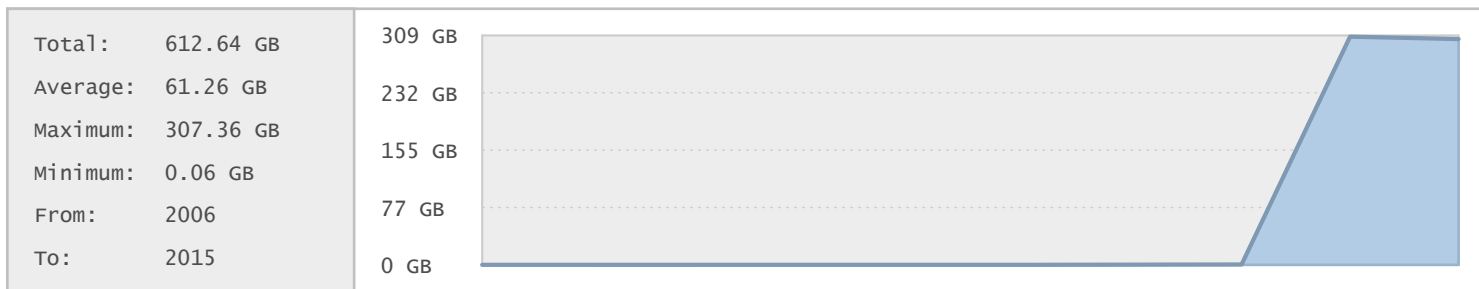 Total: 612.64 GB
Average: 61.26 GB
Maximum: 307.36 GB
Minimum: 0.06 GB
From: 2006
To: 2015
309 GB
232 GB
155 GB
77 GB
0 GB